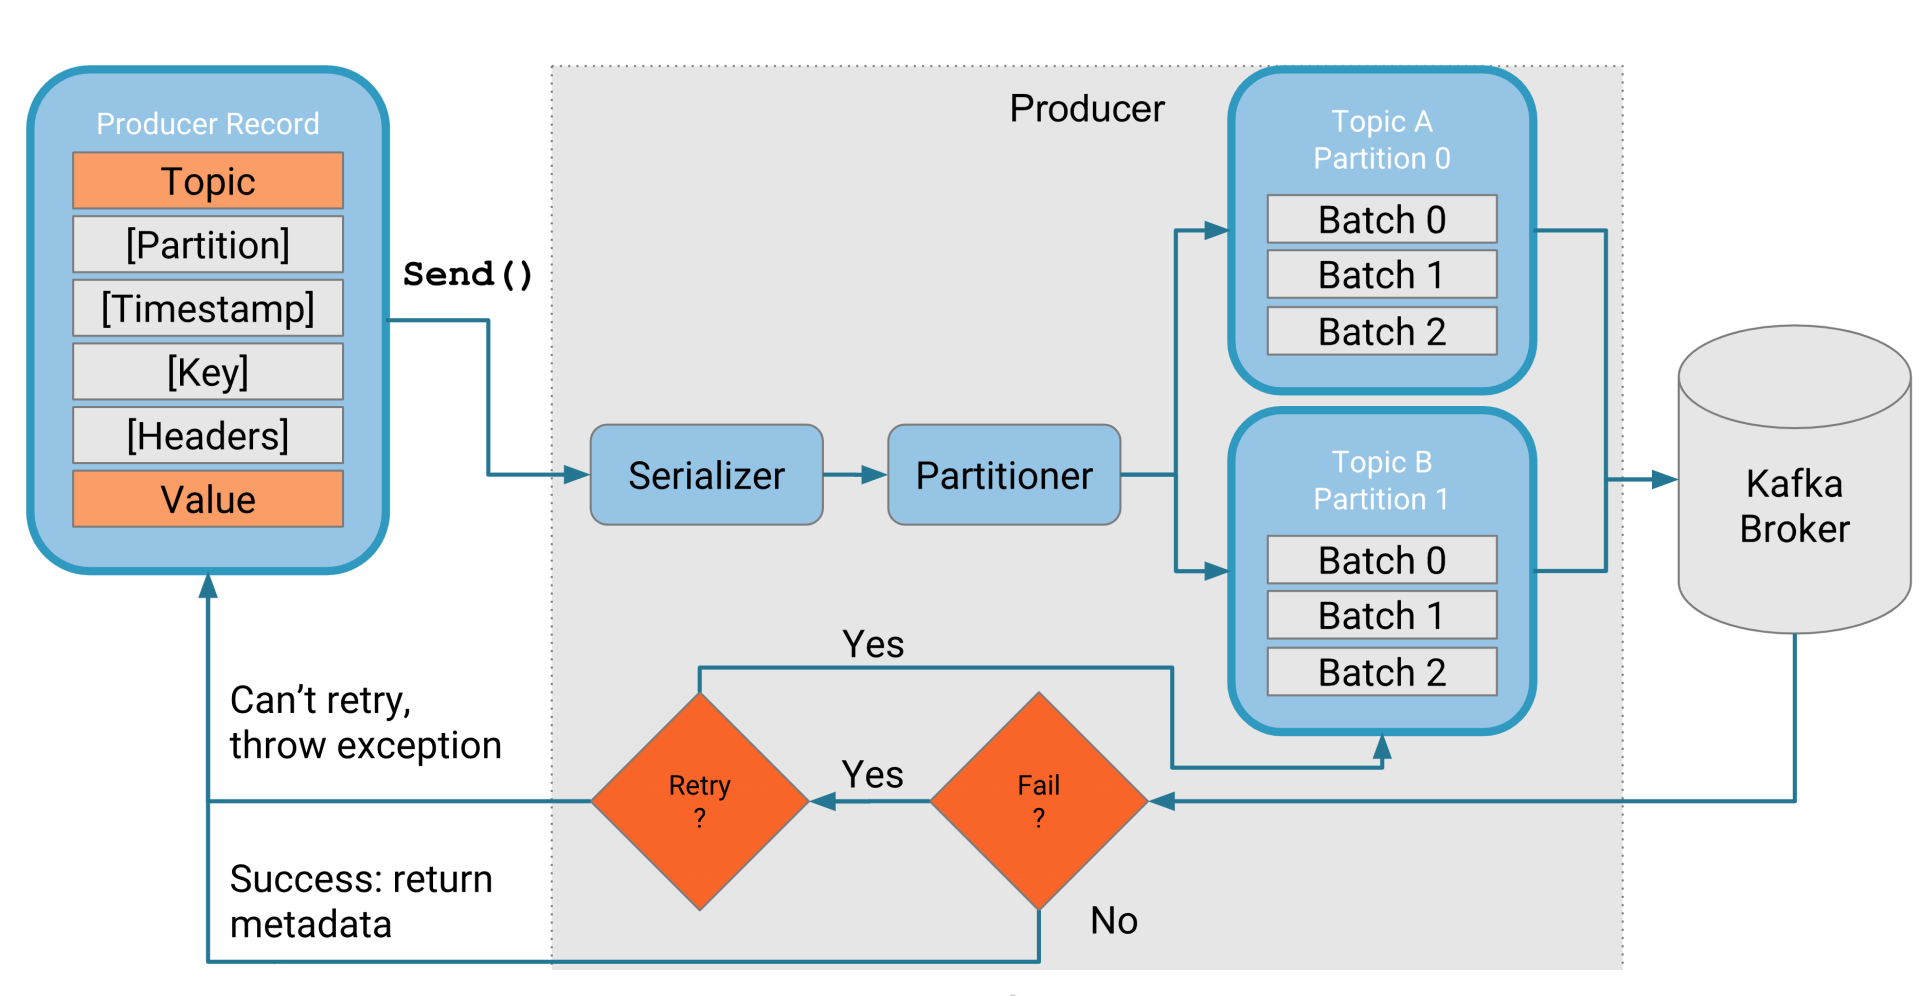 Producer Record
Topic
[Partition]
[Timestamp]
[Key]
[Headers]
Value
Send()
Producer
Serializer
Partitioner
Topic A
Partition 0
Batch 0
Batch 1
Batch 2
Topic B
Partition 1
Batch 0
Batch 1
Batch 2
Kafka
Broker
Yes
Can’t retry,
throw exception
Retry
?
Yes
Fail
?
Success: return
metadata
No